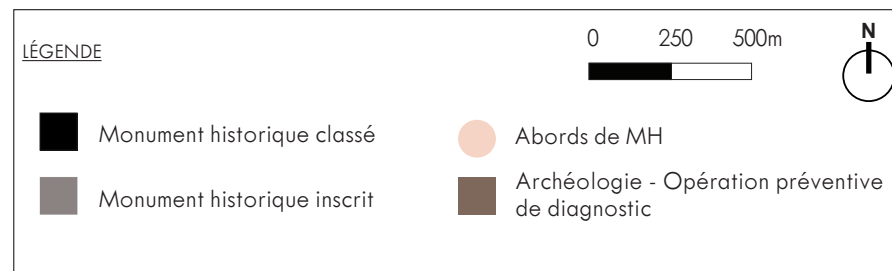 LÉGENDE
0 250 500m
N
Monument historique classé
Abords de MH
Monument historique inscrit
Archéologie - Opération préventive
de diagnostic